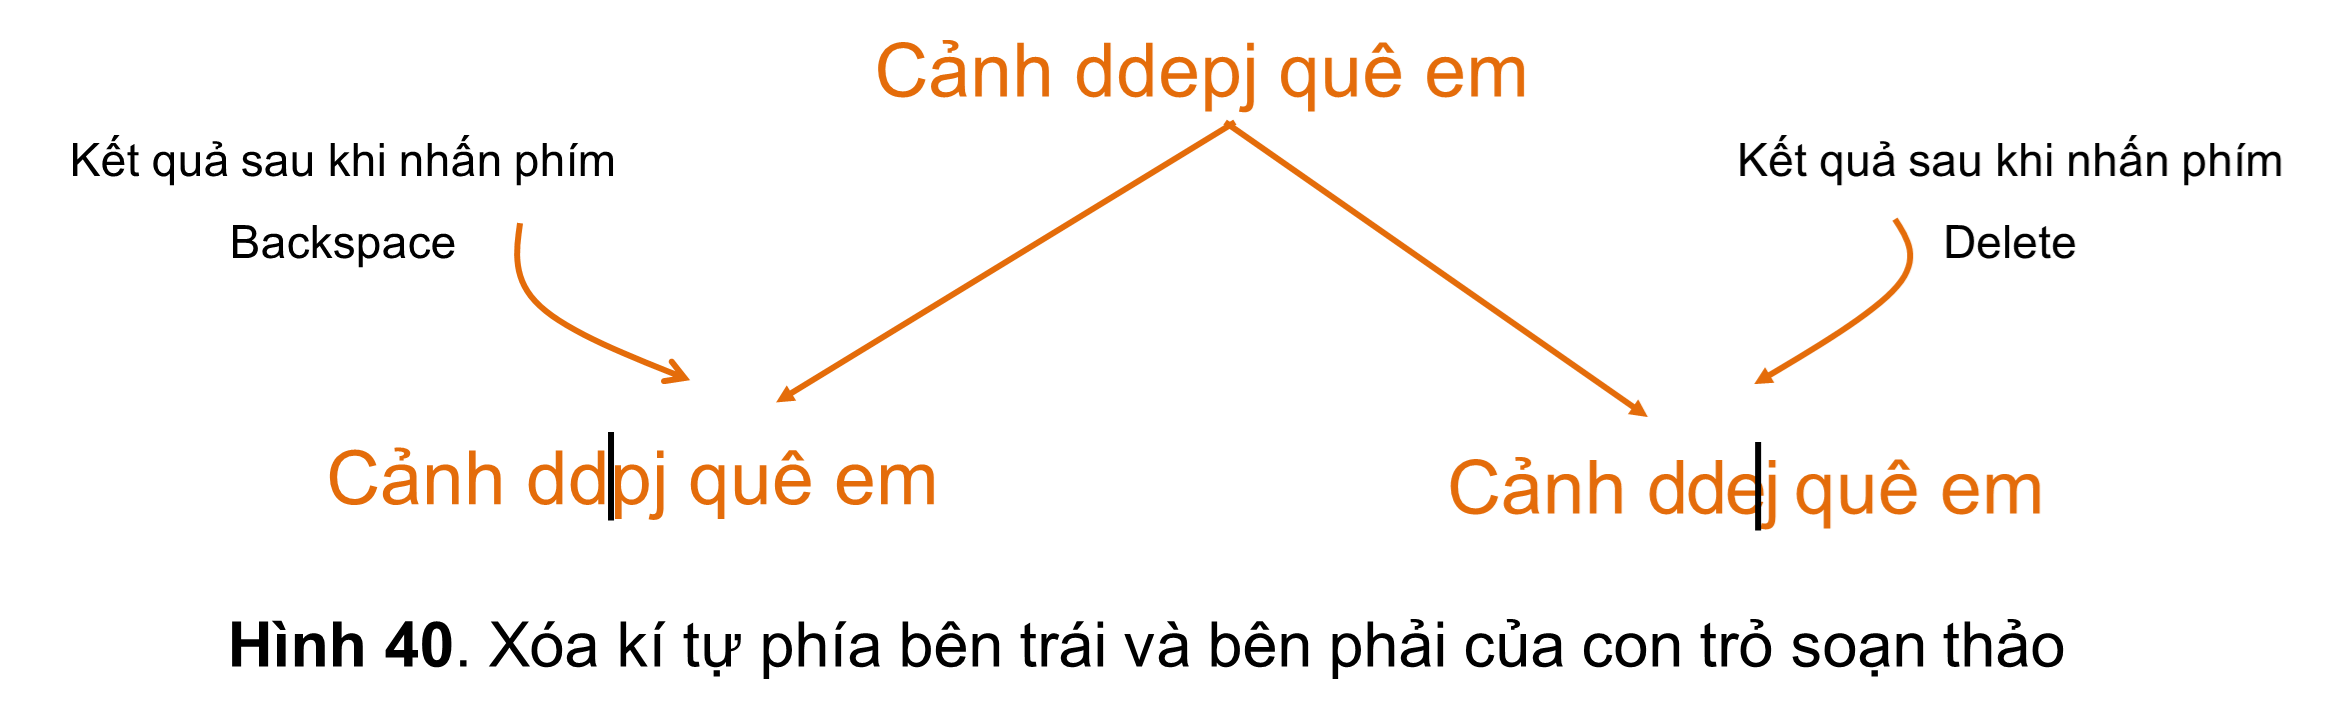 Cảnh ddepj quê em
Kết quả sau khi nhấn phím
Backspace
Kết quả sau khi nhấn phím
Delete
Cảnh ddpj quê em
Cảnh ddej quê em
Hình 40. Xóa kí tự phía bên trái và bên phải của con trỏ soạn thảo